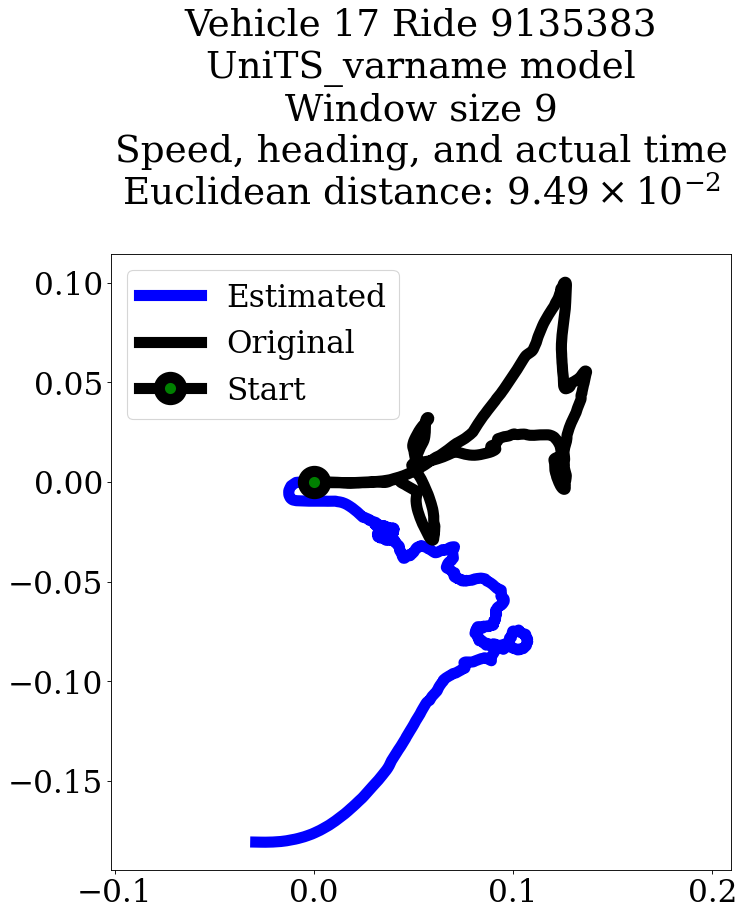 Vehicle 17 Ride 9135383
UniTS_varname model
Window size 9
Speed, heading, and actual time
Euclidean distance: 9.49 × 10⁻²
Estimated
Original
Start
0.10
0.05
0.00
−0.05
−0.10
−0.15
−0.1 0.0 0.1 0.2